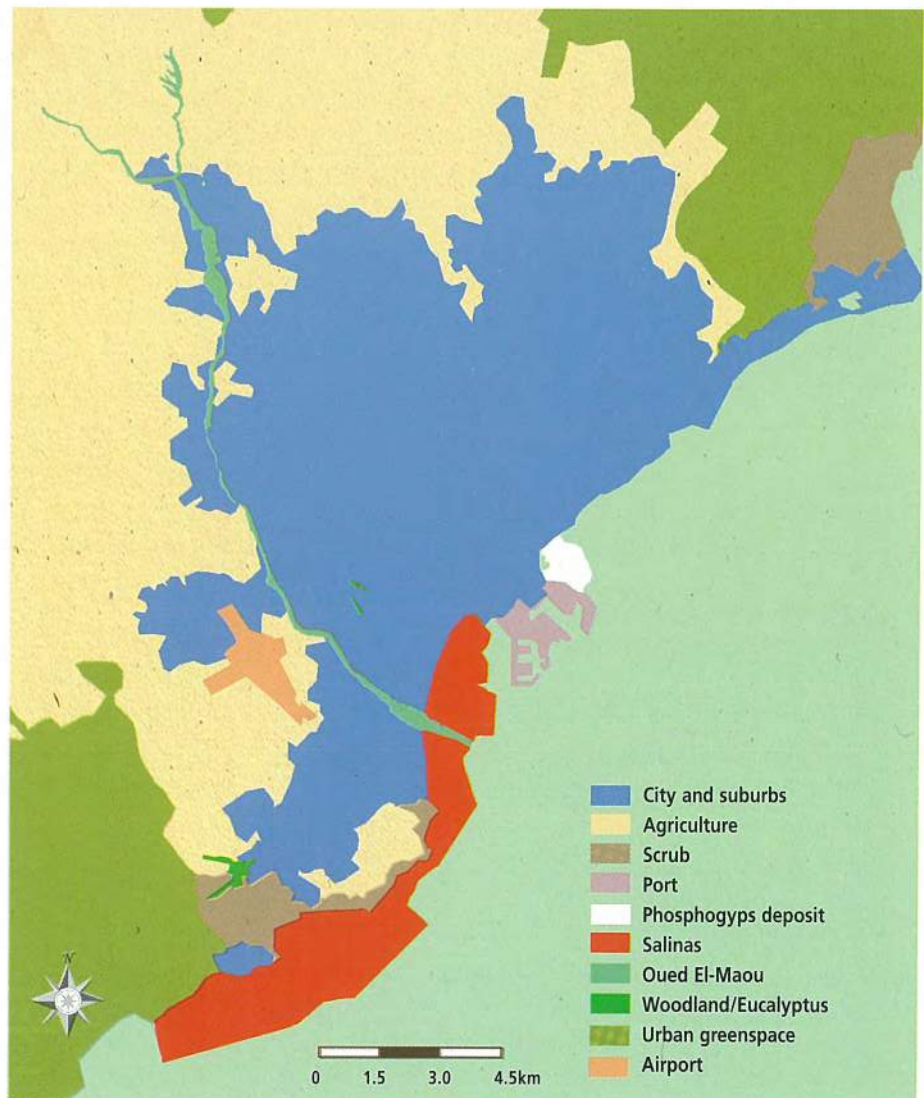 City and suburbs
Agriculture
Scrub
Port
Phosphogyps deposit
Salinas
Oued El-Maou
Woodland/Eucalyptus
Urban greenspace
Airport
N
0 1.5 3.0 4.5km